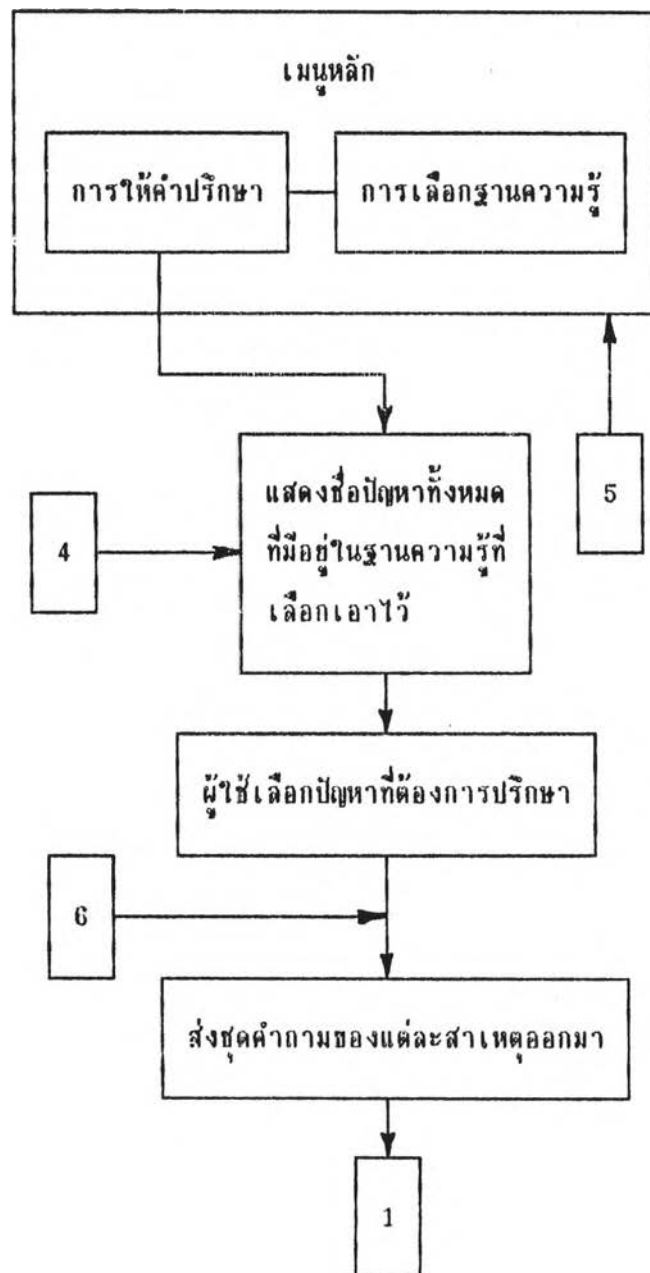 เมนูหลัก
การให้คำปรึกษา
การเลือกฐานความรู้
แสดงชื่อปัญหาทั้งหมด
ที่มีอยู่ในฐานความรู้ที่
เลือกเอาไว้
5
4
ผู้ใช้เลือกปัญหาที่ต้องการปรึกษา
6
ส่งชุดคำถามของแต่ละสาเหตุออกมา
1